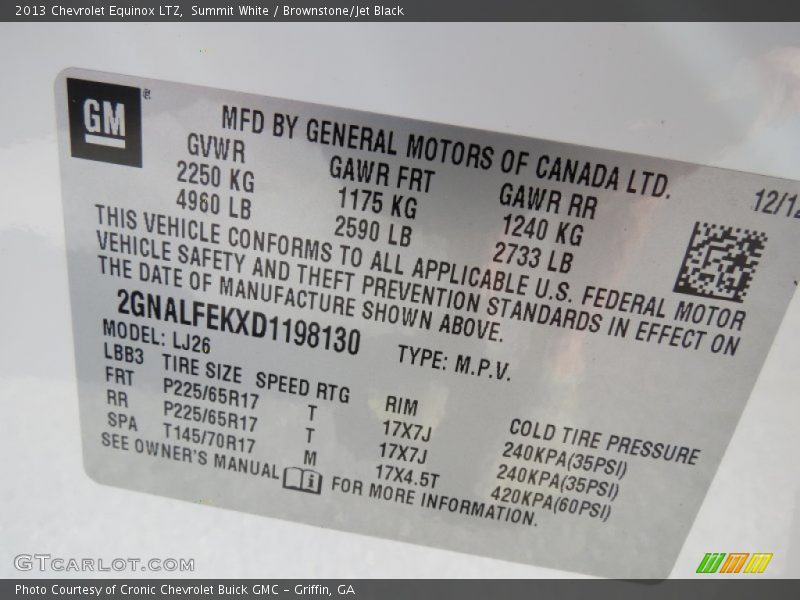 2013 Chevrolet Equinox LTZ, Summit White / Brownstone/Jet Black
GM ®
MFD BY GENERAL MOTORS OF CANADA LTD.
GVWR GAWR FRT GAWR RR 12/12
2250 KG 1175 KG 1240 KG
4960 LB 2590 LB 2733 LB
THIS VEHICLE CONFORMS TO ALL APPLICABLE U.S. FEDERAL MOTOR
VEHICLE SAFETY AND THEFT PREVENTION STANDARDS IN EFFECT ON
THE DATE OF MANUFACTURE SHOWN ABOVE.
2GNALFEKXD1198130 TYPE: M.P.V.
MODEL: LJ26
LBB3 TIRE SIZE SPEED RTG RIM COLD TIRE PRESSURE
FRT P225/65R17 T 17X7J 240KPA(35PSI)
RR P225/65R17 T 17X7J 240KPA(35PSI)
SPA T145/70R17 M 17X4.5T 420KPA(60PSI)
SEE OWNER'S MANUAL FOR MORE INFORMATION.
GTCARLOT.COM
Photo Courtesy of Cronic Chevrolet Buick GMC – Griffin, GA